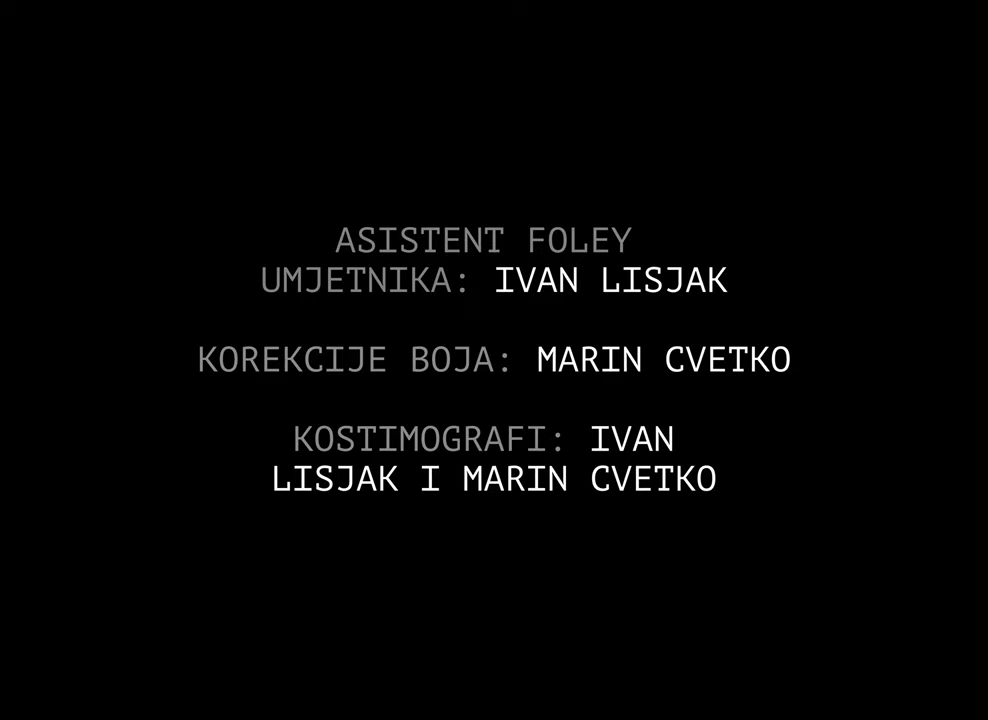 ASISTENT FOLEY
UMJETNIKA: IVAN LISJAK
KOREKCIJE BOJA: MARIN CVETKO
KOSTIMOGRAFI: IVAN
LISJAK I MARIN CVETKO